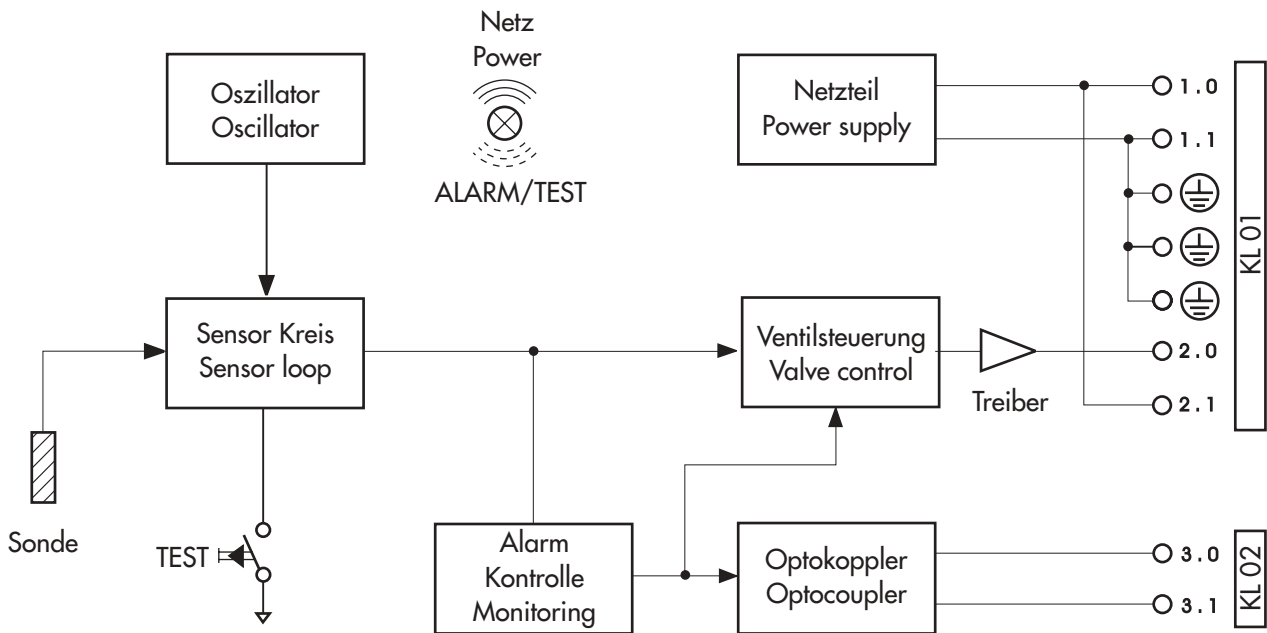 Netz
Power
ALARM/TEST
Oszillator
Oscillator
Netzteil
Power supply
1.0
1.1
KL 01
Sensor Kreis
Sensor loop
Ventilsteuerung
Valve control
Treiber
2.0
2.1
Sonde
TEST
Alarm
Kontrolle
Monitoring
Optokoppler
Optocoupler
3.0
3.1
KL 02